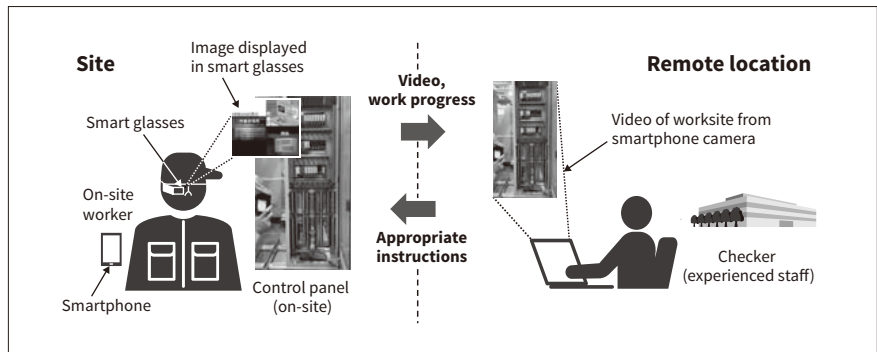 Site
Image displayed
in smart glasses
Smart glasses
On-site
worker
Smartphone
Control panel
(on-site)
Video,
work progress
Appropriate
instructions
Remote location
Video of worksite from
smartphone camera
Checker
(experienced staff)